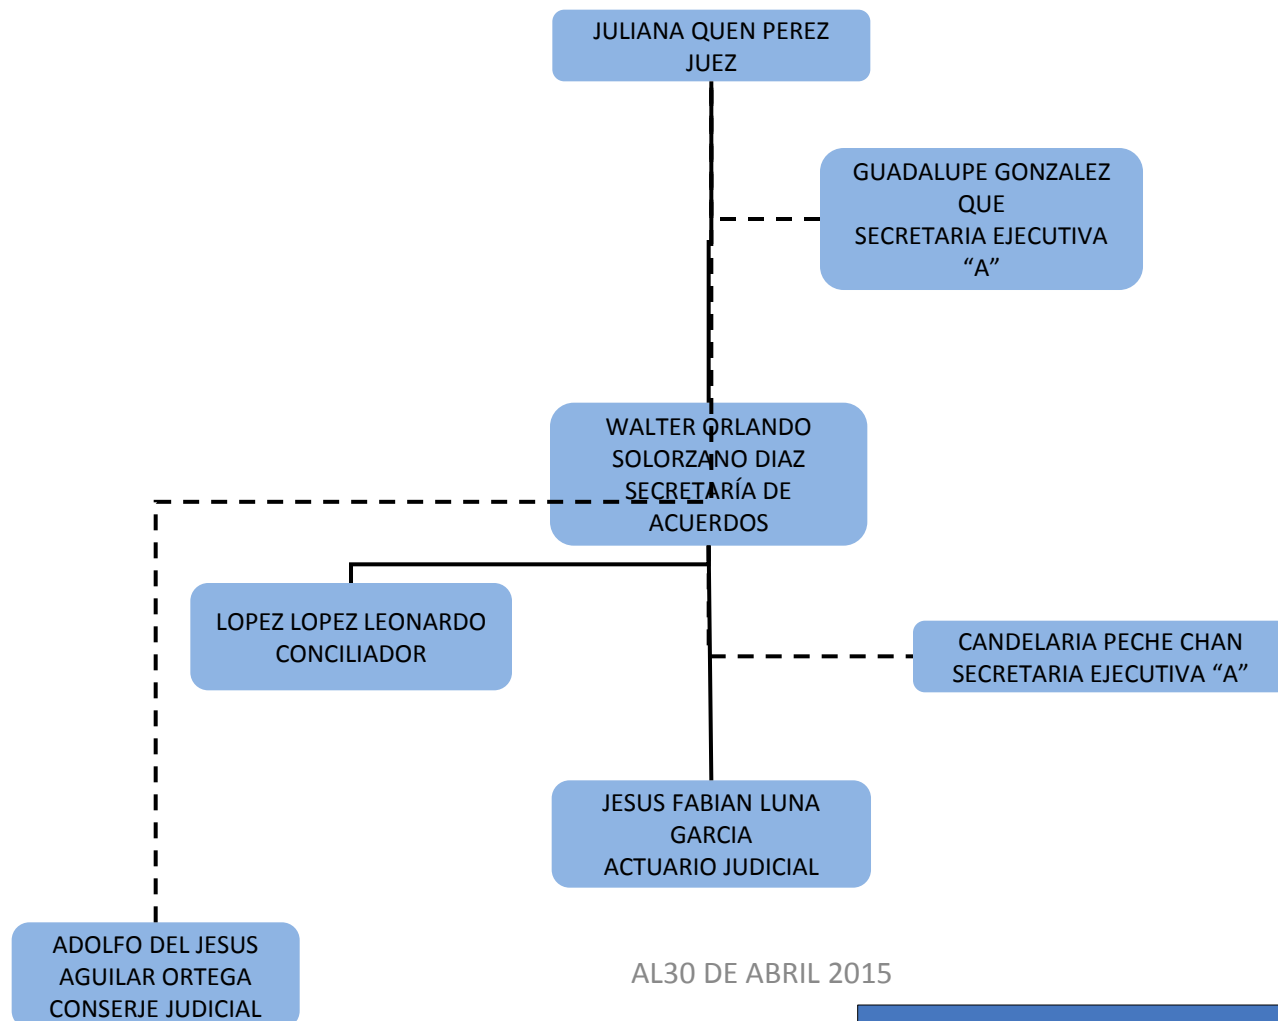 JULIANA QUEN PEREZ
JUEZ
GUADALUPE GONZALEZ
QUE
SECRETARIA EJECUTIVA
“A”
WALTER ORLANDO
SOLORZANO DIAZ
SECRETARÍA DE
ACUERDOS
LOPEZ LOPEZ LEONARDO
CONCILIADOR
CANDELARIA PECHE CHAN
SECRETARIA EJECUTIVA “A”
JESUS FABIAN LUNA
GARCIA
ACTUARIO JUDICIAL
ADOLFO DEL JESUS
AGUILAR ORTEGA
CONSERJE JUDICIAL
AL30 DE ABRIL 2015